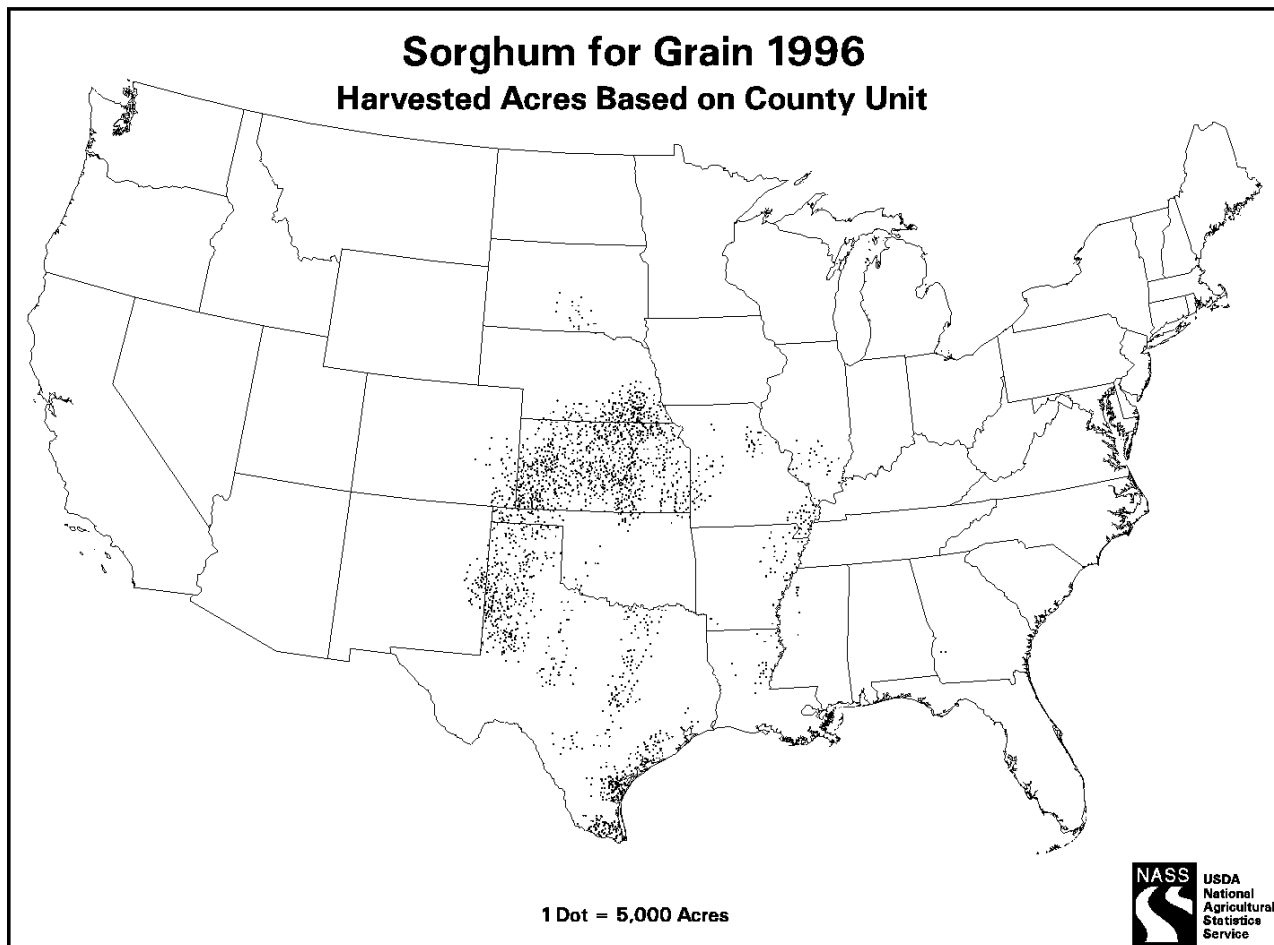 Sorghum for Grain 1996
Harvested Acres Based on County Unit
1 Dot = 5,000 Acres
NASS
USDA
National
Agricultural
Statistics
Service